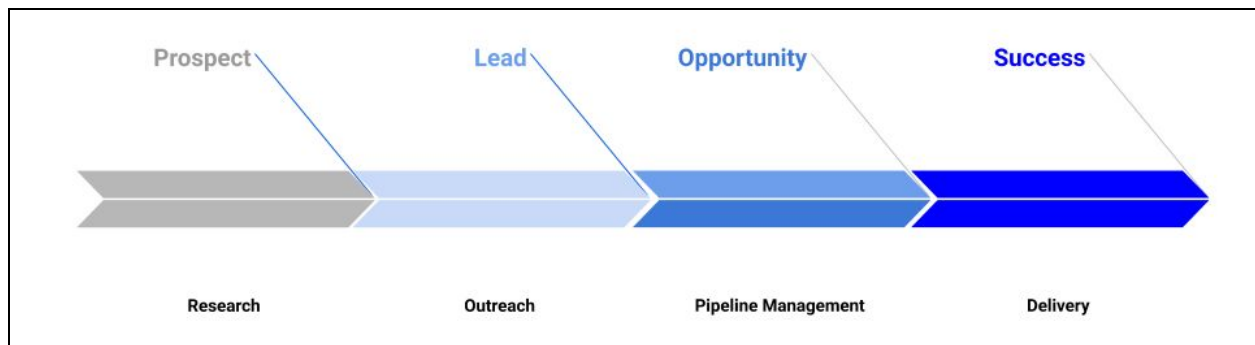 Prospect
Lead
Opportunity
Success
Research
Outreach
Pipeline Management
Delivery